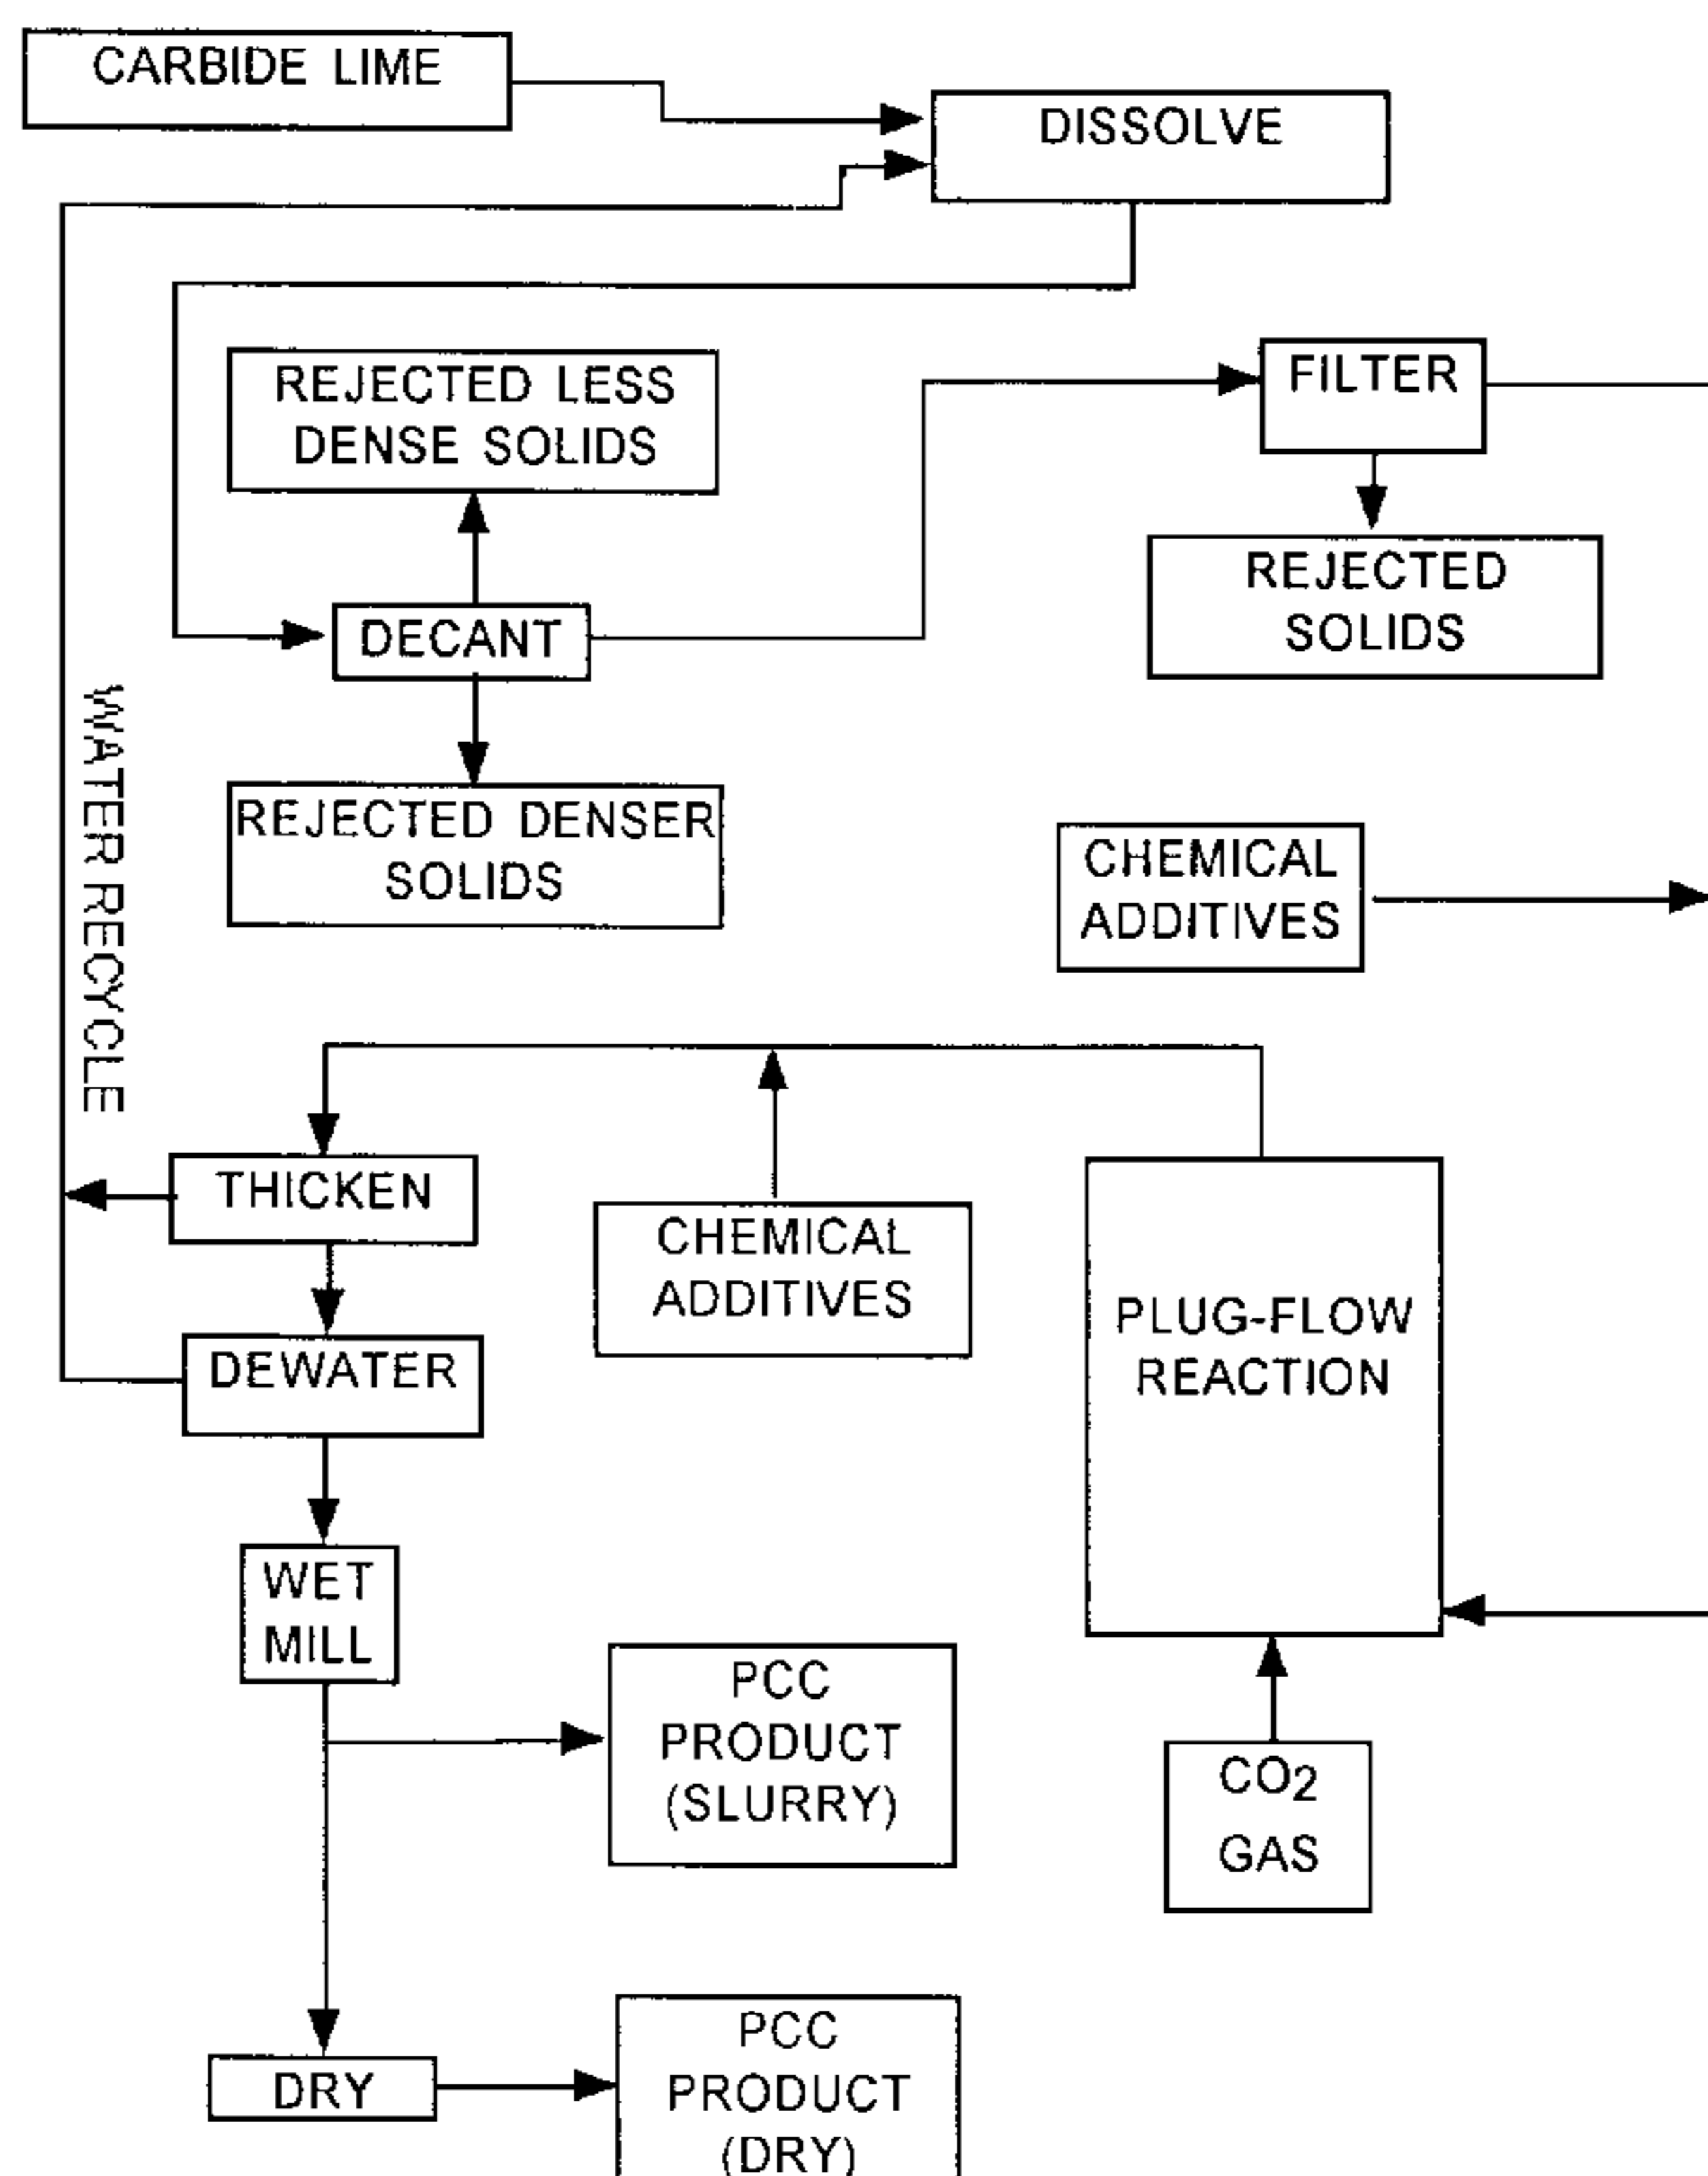 CARBIDE LIME
DISSOLVE
REJECTED LESS
DENSE SOLIDS
FILTER
REJECTED
SOLIDS
DECANT
REJECTED DENSER
SOLIDS
WATER RECYCLE
CHEMICAL
ADDITIVES
THICKEN
CHEMICAL
ADDITIVES
PLUG-FLOW
REACTION
DEWATER
WET
MILL
PCC
PRODUCT
(SLURRY)
CO2
GAS
DRY
PCC
PRODUCT
(DRY)